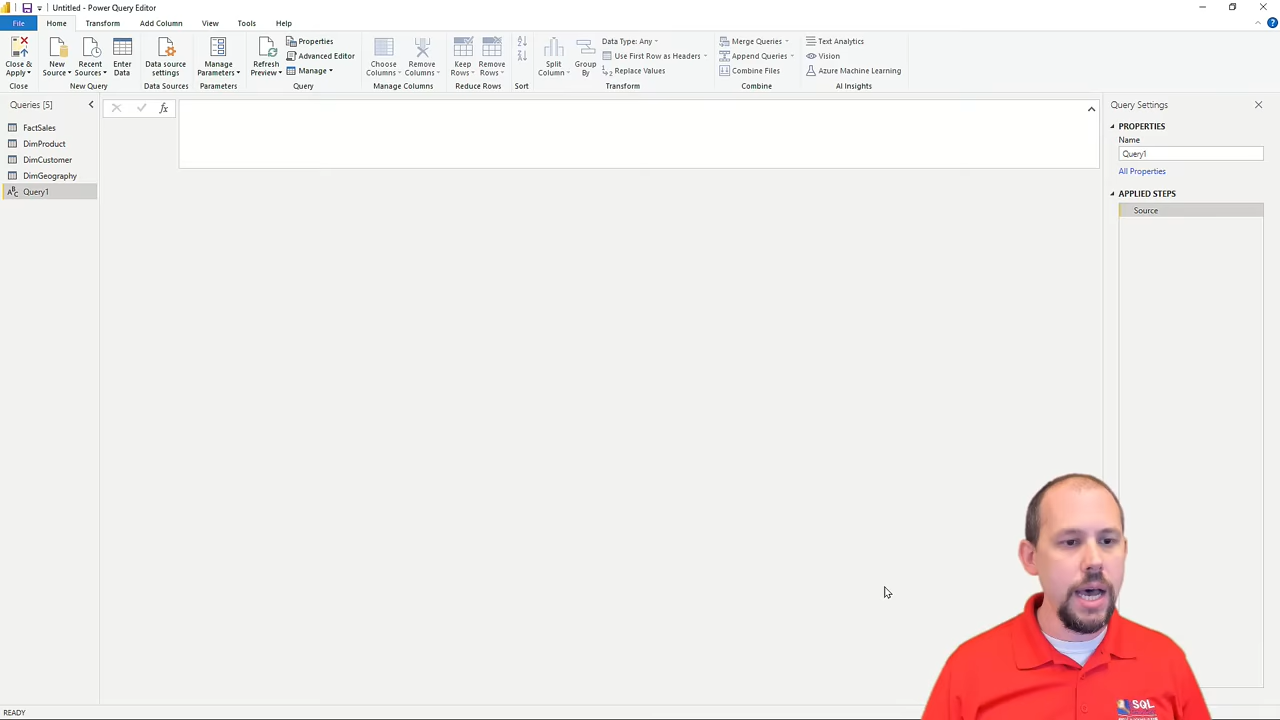 Untitled - Power Query Editor
File
Home
Transform
Add Column
View
Tools
Help
Close & Apply
New Source
Recent Sources
Enter Data
Data source settings
Manage Parameters
Refresh Preview
Properties
Advanced Editor
Manage
Choose Columns
Remove Columns
Keep Rows
Remove Rows
Split Column
Group By
Data Type: Any
Use First Row as Headers
Replace Values
Merge Queries
Append Queries
Combine Files
Text Analytics
Vision
Azure Machine Learning
Close
New Query
Data Sources
Parameters
Query
Manage Columns
Reduce Rows
Sort
Transform
Combine
AI Insights
Queries [5]
FactSales
DimProduct
DimCustomer
DimGeography
Query1
fx
Query Settings
PROPERTIES
Name
Query1
All Properties
APPLIED STEPS
Source
SQL
READY